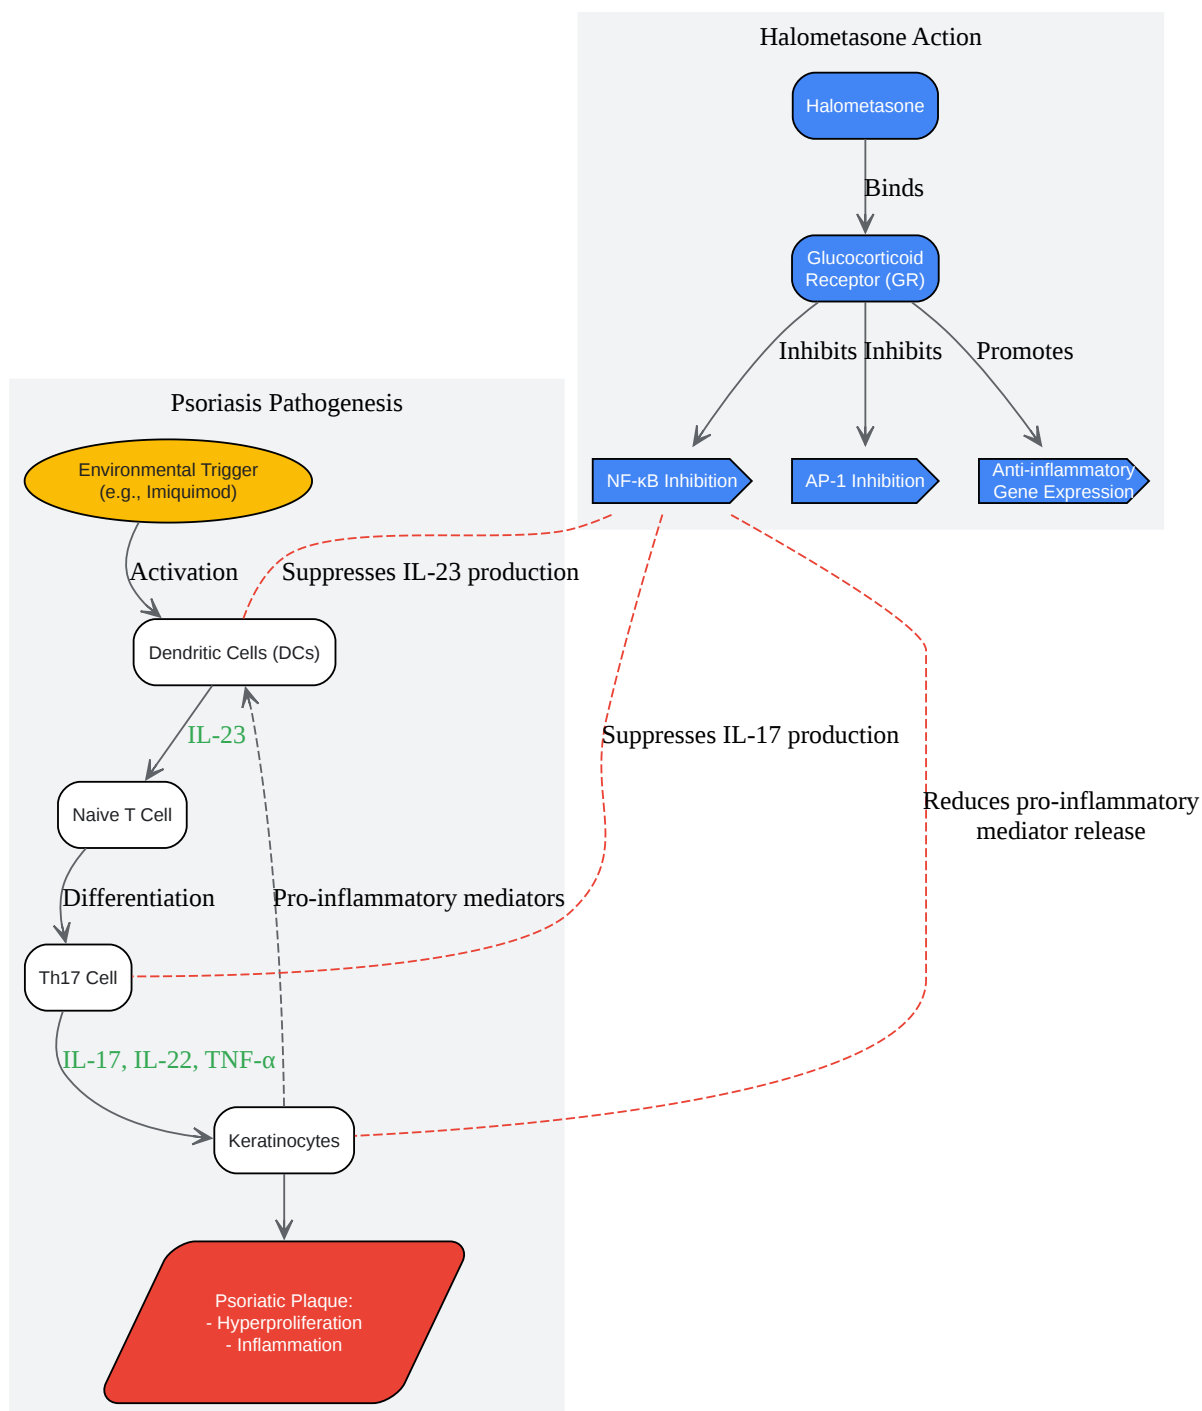 Halometasone Action
Halometasone
Binds
Glucocorticoid
Receptor (GR)
Inhibits
Inhibits
Promotes
NF-κB Inhibition
AP-1 Inhibition
Anti-inflammatory
Gene Expression
Psoriasis Pathogenesis
Environmental Trigger
(e.g., Imiquimod)
Activation
Suppresses IL-23 production
Dendritic Cells (DCs)
IL-23
Suppresses IL-17 production
Naive T Cell
Reduces pro-inflammatory
mediator release
Differentiation
Pro-inflammatory mediators
Th17 Cell
IL-17, IL-22, TNF-α
Keratinocytes
Psoriatic Plaque:
- Hyperproliferation
- Inflammation